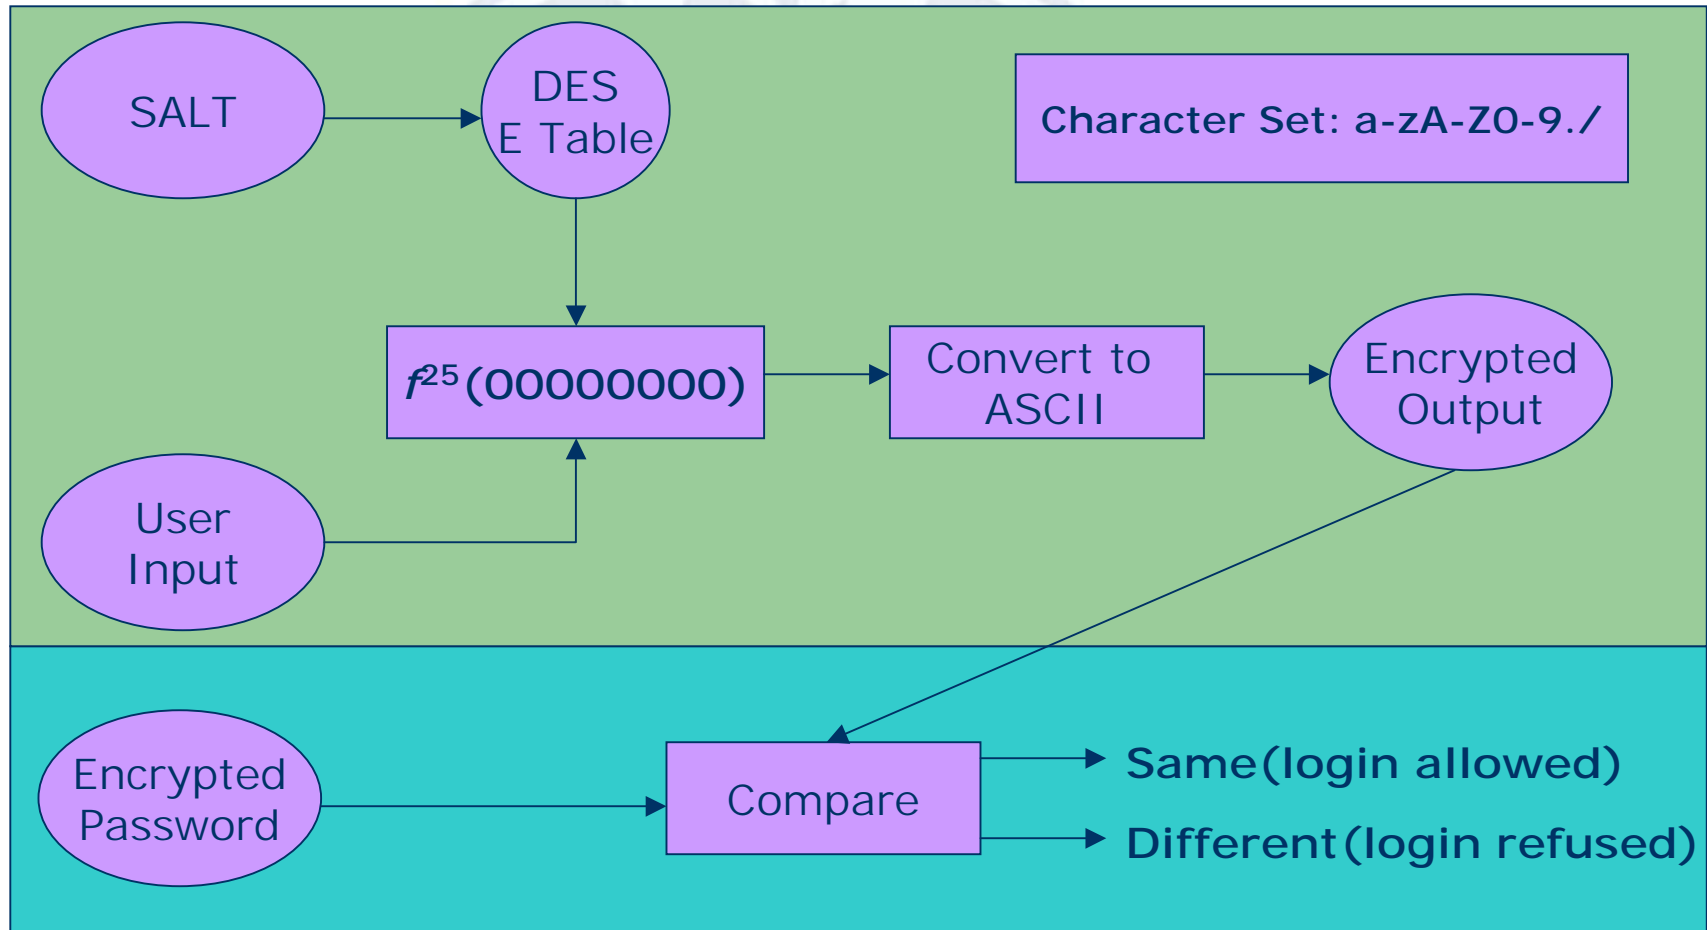 SALT
DES
E Table
Character Set: a-zA-Z0-9./
f²⁵(00000000)
Convert to
ASCII
Encrypted
Output
User
Input
Encrypted
Password
Compare
Same(login allowed)
Different(login refused)